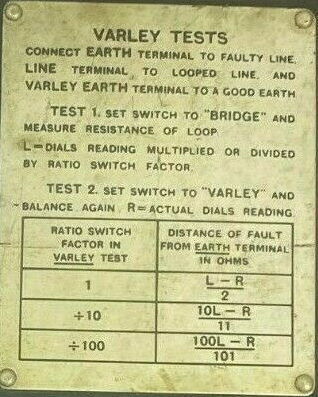 VARLEY TESTS
CONNECT EARTH TERMINAL TO FAULTY LINE.
LINE TERMINAL TO LOOPED LINE. AND
VARLEY EARTH TERMINAL TO A GOOD EARTH
TEST 1. SET SWITCH TO "BRIDGE" AND
MEASURE RESISTANCE OF LOOP
L=DIALS READING MULTIPLIED OR DIVIDED
BY RATIO SWITCH FACTOR.
TEST 2. SET SWITCH TO "VARLEY" AND
BALANCE AGAIN. R=ACTUAL DIALS READING.
RATIO SWITCH
FACTOR IN
VARLEY TEST
DISTANCE OF FAULT
FROM EARTH TERMINAL
IN OHMS
1
L - R
2
÷10
10L - R
11
÷100
100L - R
101